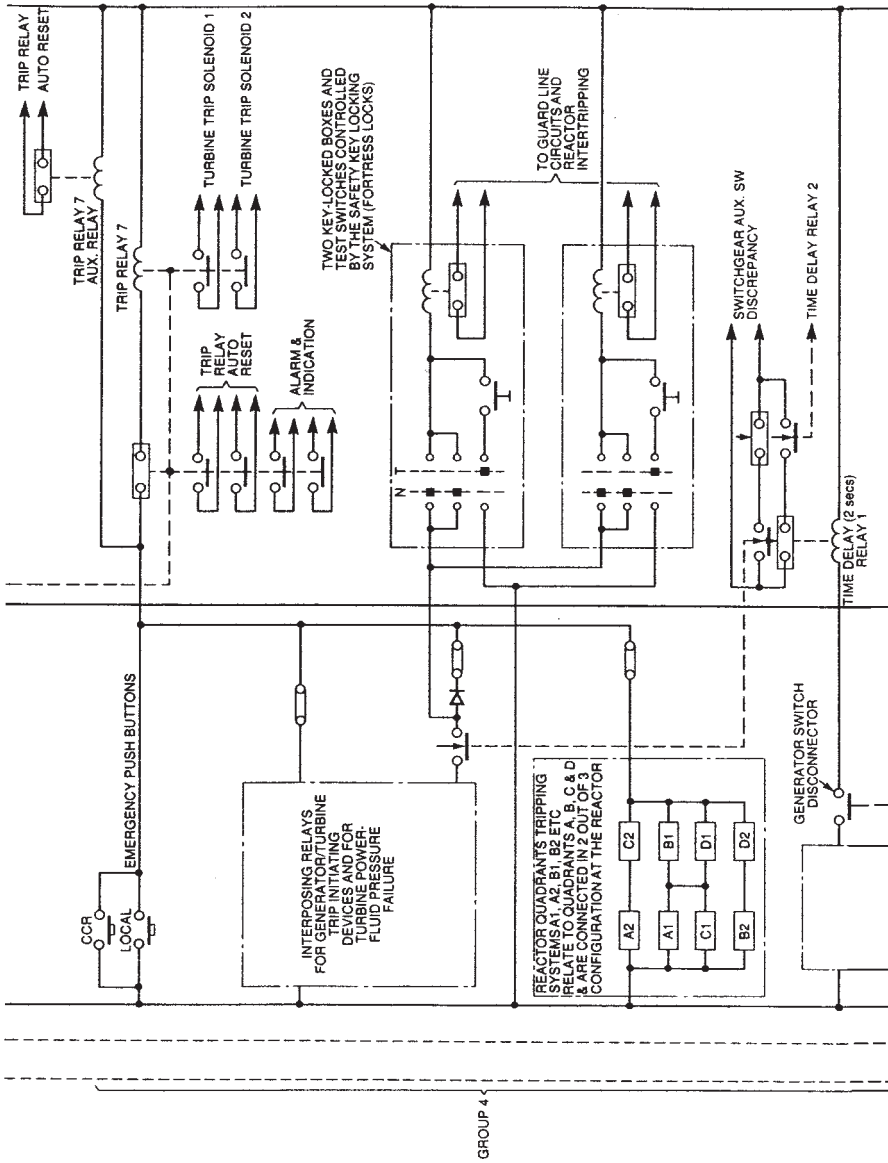 TRIP RELAY
AUTO RESET
TRIP RELAY 7
AUX. RELAY
TRIP RELAY 7
TURBINE TRIP SOLENOID 1
TURBINE TRIP SOLENOID 2
TRIP
RELAY
AUTO
RESET
ALARM &
INDICATION
TWO KEY-LOCKED BOXES AND
TEST SWITCHES CONTROLLED
BY THE SAFETY KEY LOCKING
SYSTEM (FORTRESS LOCKS)
TO GUARD LINE
CIRCUITS AND
REACTOR
INTERTRIPPING
N
T
SWITCHGEAR AUX. SW
DISCREPANCY
TIME DELAY RELAY 2
TIME DELAY (2 secs)
RELAY 1
EMERGENCY PUSH BUTTONS
CCR
LOCAL
INTERPOSING RELAYS
FOR GENERATOR/TURBINE
TRIP INITIATING
DEVICES AND FOR
TURBINE POWER-
FLUID PRESSURE
FAILURE
REACTOR QUADRANTS TRIPPING
SYSTEMS A1, A2, B1, B2 ETC
RELATE TO QUADRANTS A, B, C & D
& ARE CONNECTED IN 2 OUT OF 3
CONFIGURATION AT THE REACTOR
A2 C2
A1 B1
C1 D1
B2 D2
GENERATOR SWITCH
DISCONNECTOR
GROUP 4